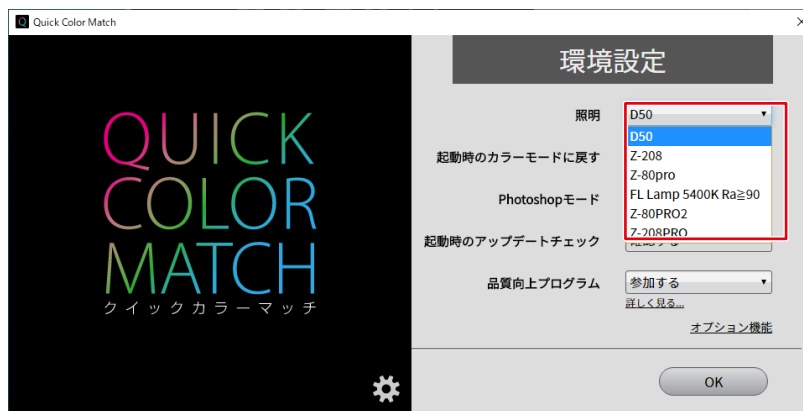 Quick Color Match
QUICK
COLOR
MATCH
クイックカラーマッチ
環境設定
照明
D50
D50
Z-208
Z-80pro
FL Lamp 5400K Ra≧90
Z-80PRO2
Z-208PRO
起動時のカラーモードに戻す
Photoshopモード
起動時のアップデートチェック
品質向上プログラム
参加する
詳しく見る...
オプション機能
OK